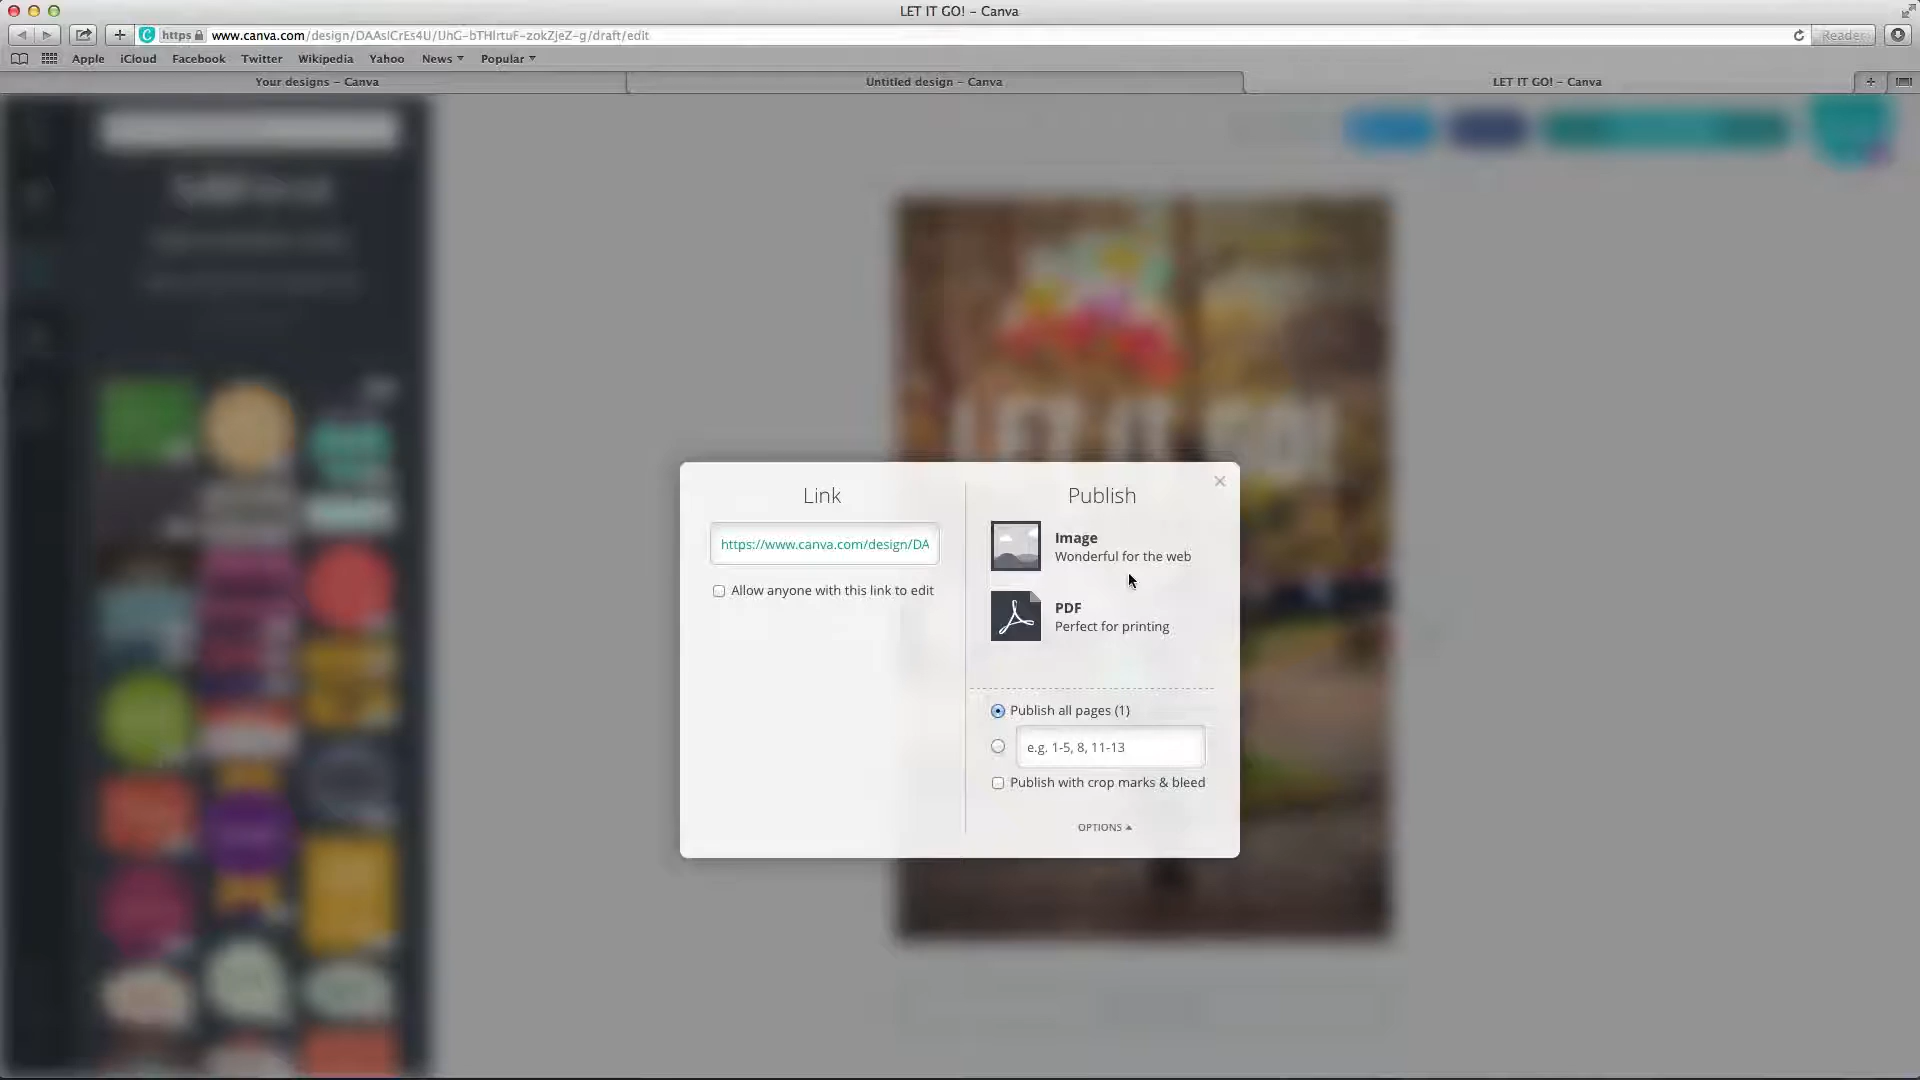 LET IT GO! – Canva
https www.canva.com/design/DAAslCrEs4U/UhG-bTHlrtuF-zokZjeZ-g/draft/edit Reader
Apple iCloud Facebook Twitter Wikipedia Yahoo News Popular
Your designs – Canva Untitled design – Canva LET IT GO! – Canva
LET IT GO!
Link
https://www.canva.com/design/DA
Allow anyone with this link to edit
Publish
Image
Wonderful for the web
PDF
Perfect for printing
Publish all pages (1)
e.g. 1-5, 8, 11-13
Publish with crop marks & bleed
OPTIONS